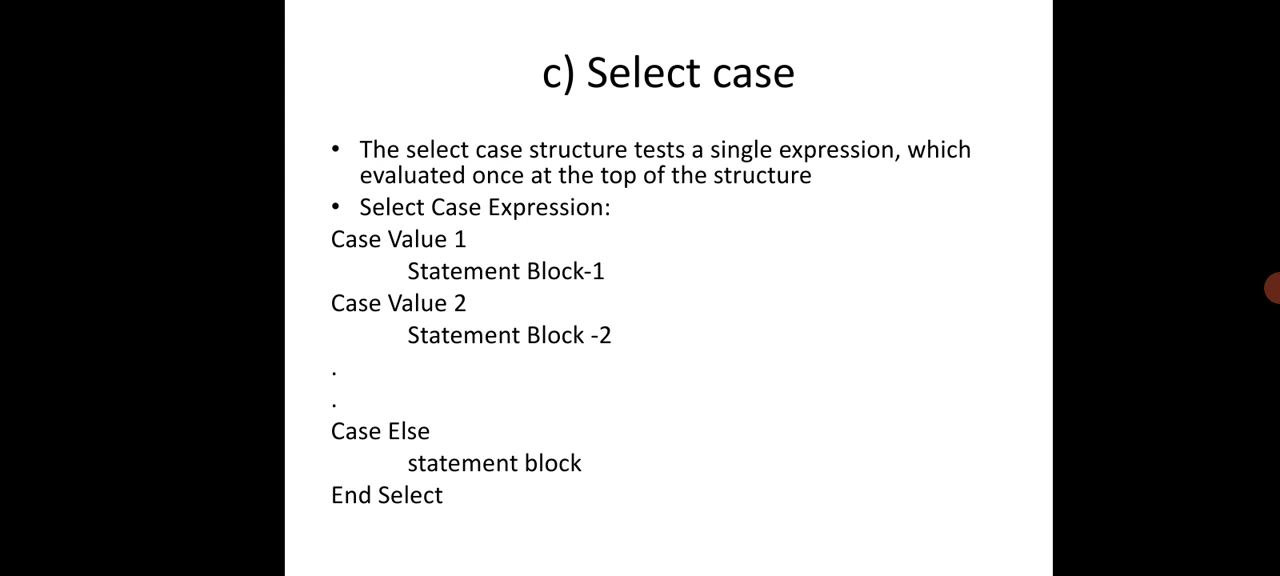 c) Select case
• The select case structure tests a single expression, which
evaluated once at the top of the structure
• Select Case Expression:
Case Value 1
Statement Block-1
Case Value 2
Statement Block -2
.
.
Case Else
statement block
End Select